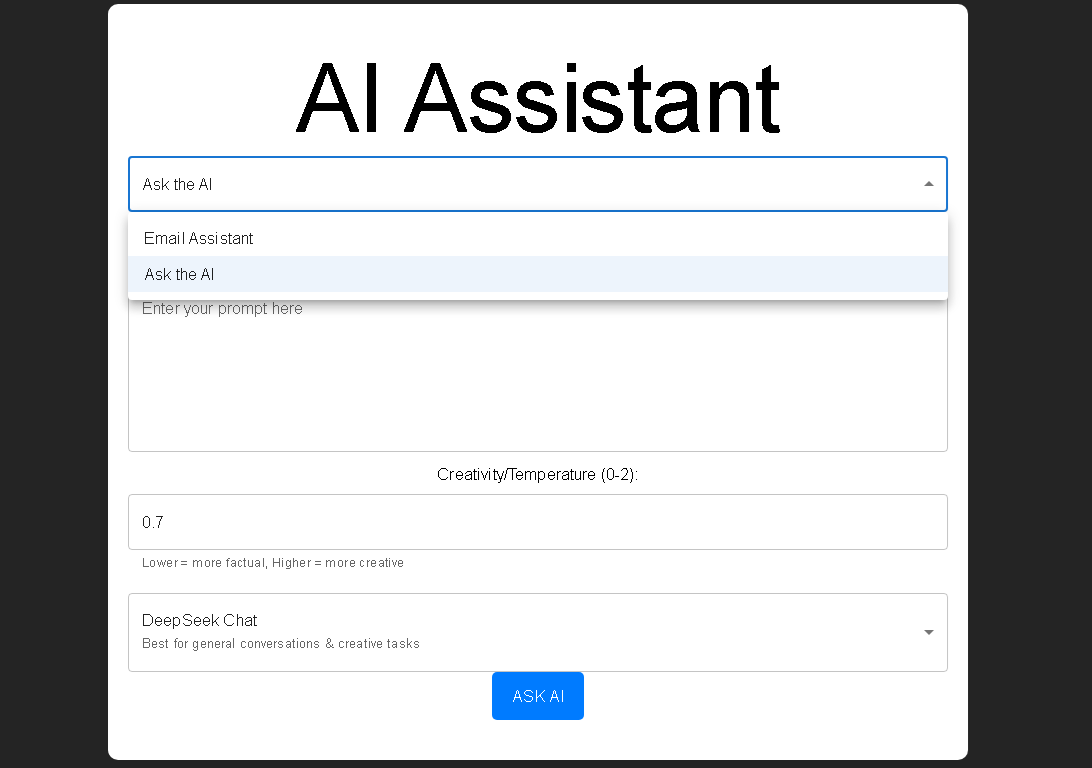 AI Assistant
Ask the AI
Email Assistant
Ask the AI
Enter your prompt here
Creativity/Temperature (0-2):
0.7
Lower = more factual, Higher = more creative
DeepSeek Chat
Best for general conversations & creative tasks
ASK AI